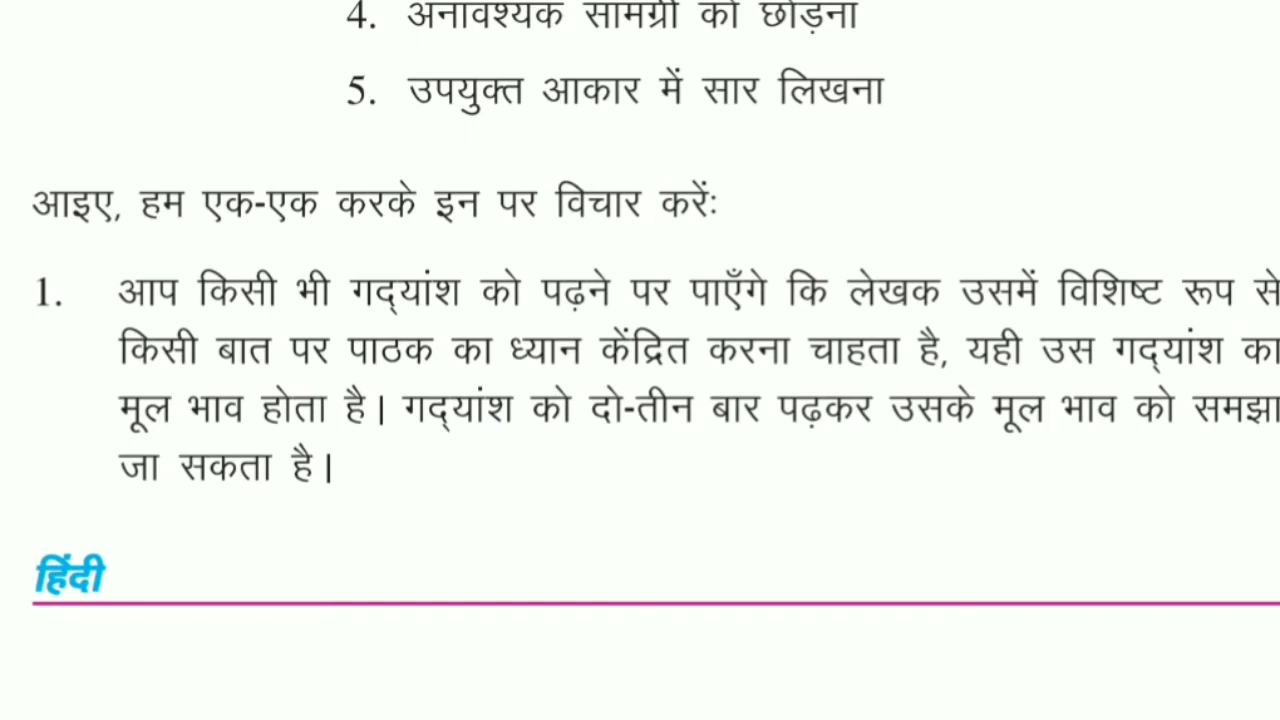 4. अनावश्यक सामग्री को छोड़ना
5. उपयुक्त आकार में सार लिखना
आइए, हम एक-एक करके इन पर विचार करें:
1. आप किसी भी गद्यांश को पढ़ने पर पाएँगे कि लेखक उसमें विशिष्ट रूप से
किसी बात पर पाठक का ध्यान केंद्रित करना चाहता है, यही उस गद्यांश का
मूल भाव होता है। गद्यांश को दो-तीन बार पढ़कर उसके मूल भाव को समझा
जा सकता है।
हिंदी